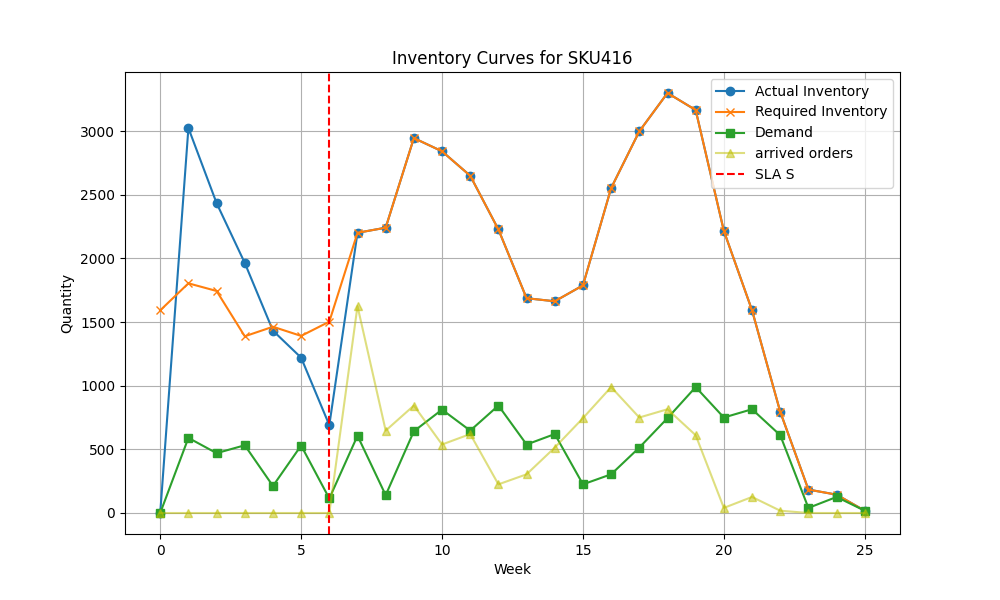 Inventory Curves for SKU416
Actual Inventory
Required Inventory
Demand
arrived orders
SLA S
Quantity
3000
2500
2000
1500
1000
500
0
0 5 10 15 20 25
Week